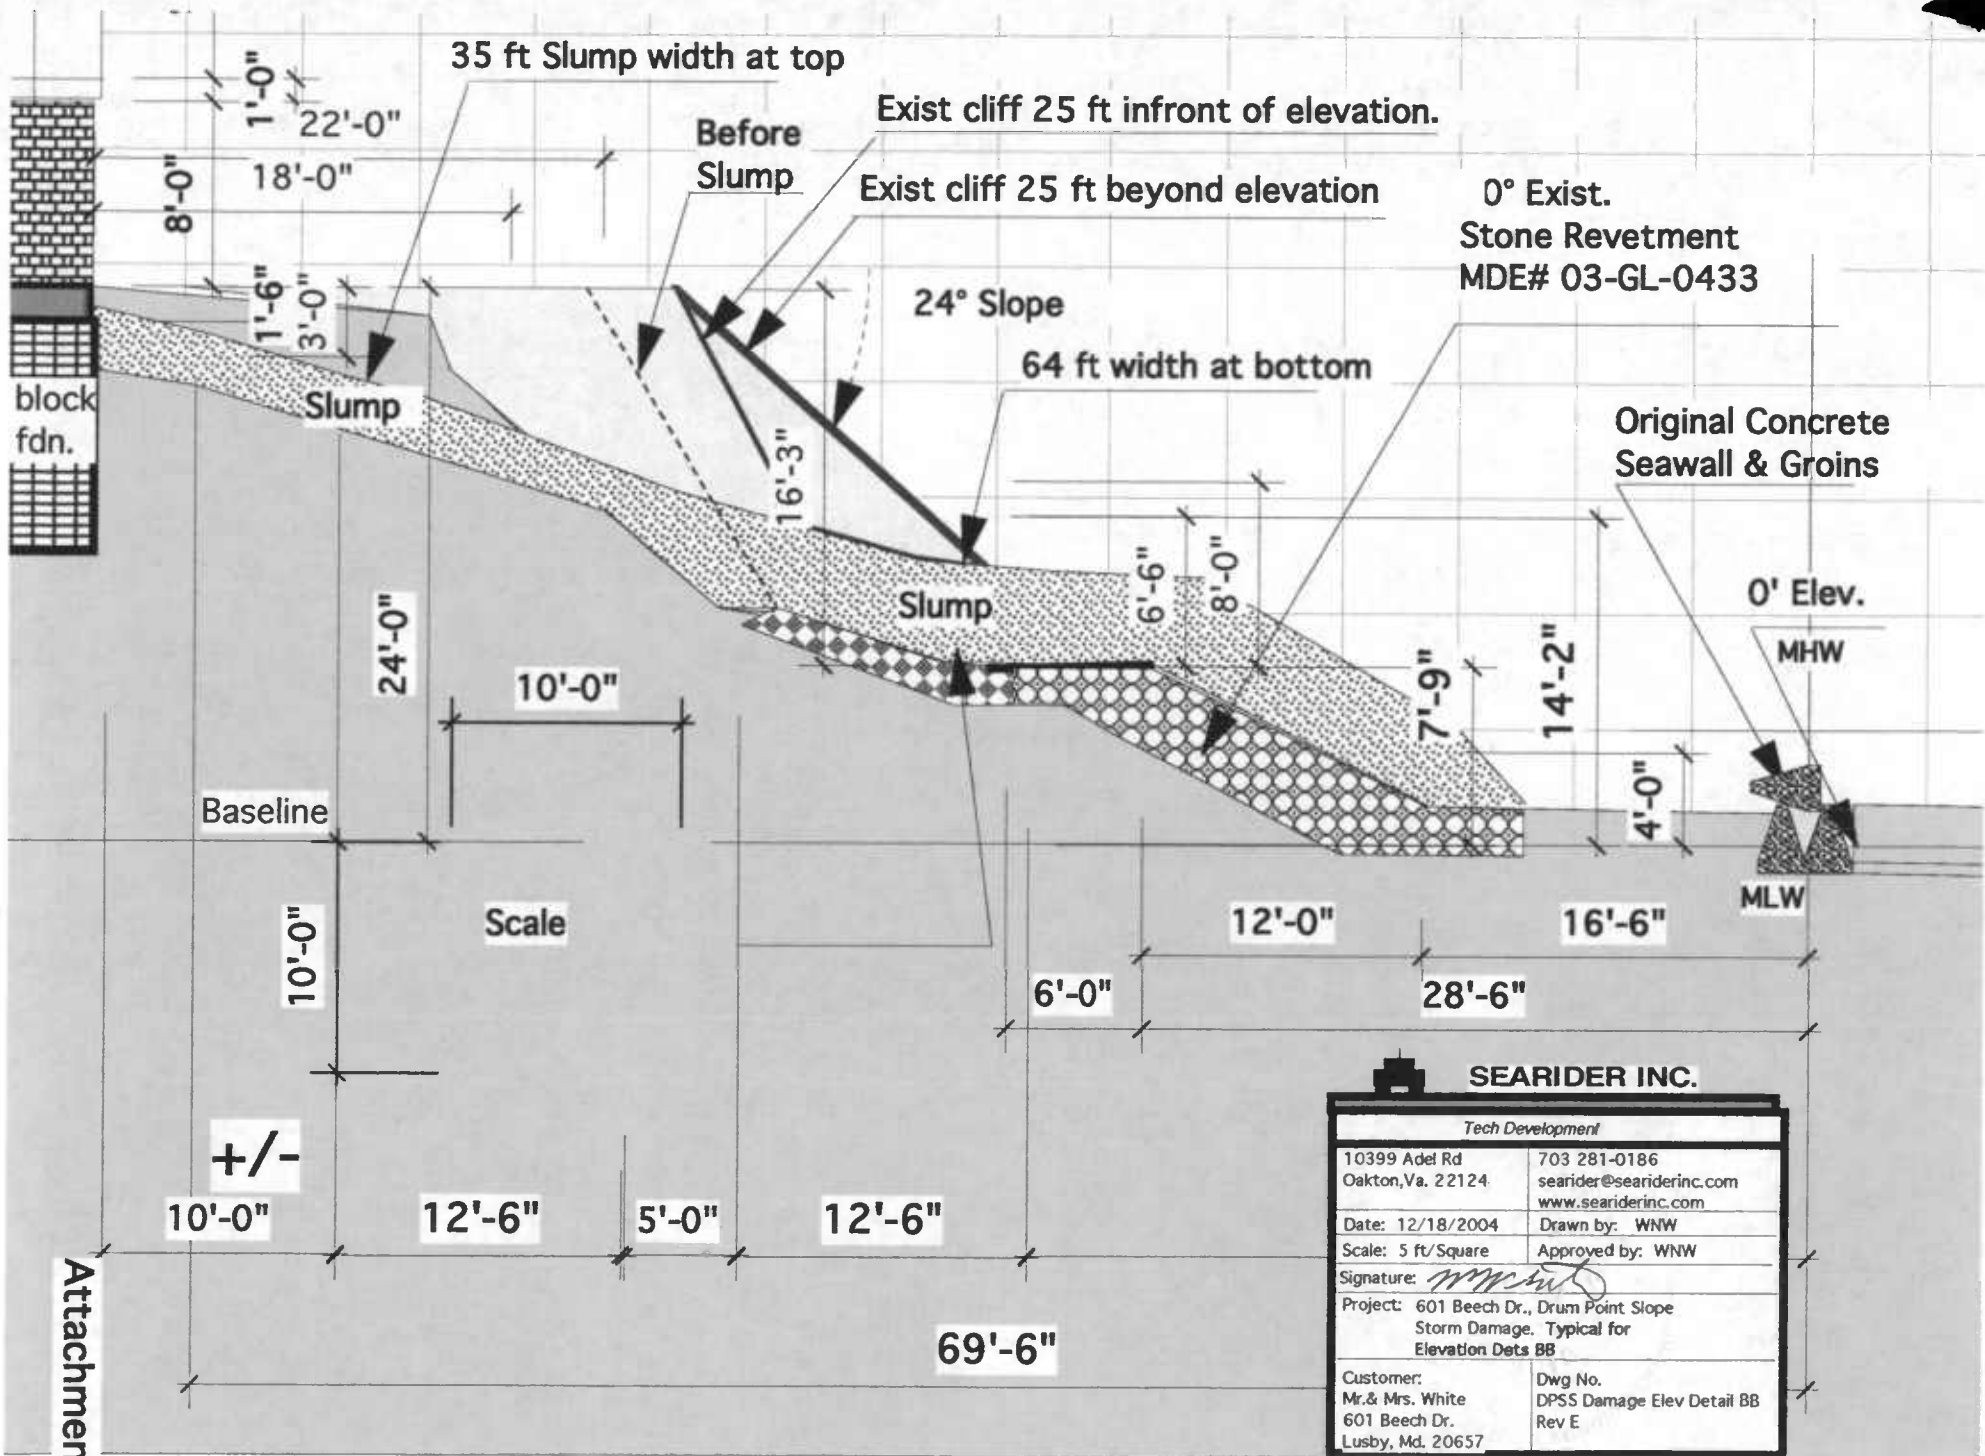 35 ft Slump width at top
1'-0"
22'-0"
18'-0"
8'-0"
Before
Slump
Exist cliff 25 ft infront of elevation.
Exist cliff 25 ft beyond elevation
0° Exist.
Stone Revetment
MDE# 03-GL-0433
1'-6"
3'-0"
24° Slope
64 ft width at bottom
block
fdn.
Slump
16'-3"
Original Concrete
Seawall & Groins
Slump
6'-6"
8'-0"
0' Elev.
MHW
24'-0"
10'-0"
7'-9"
14'-2"
4'-0"
Baseline
MLW
10'-0"
Scale
12'-0"
16'-6"
6'-0"
28'-6"
+/-
10'-0"
12'-6"
5'-0"
12'-6"
69'-6"
Attachmen
SEARIDER INC.
Tech Development
10399 Adel Rd
Oakton,Va. 22124
703 281-0186
searider@seariderinc.com
www.seariderinc.com
Date: 12/18/2004
Drawn by: WNW
Scale: 5 ft/Square
Approved by: WNW
Signature:
Project: 601 Beech Dr., Drum Point Slope
Storm Damage. Typical for
Elevation Dets BB
Customer:
Mr.& Mrs. White
601 Beech Dr.
Lusby, Md. 20657
Dwg No.
DPSS Damage Elev Detail BB
Rev E